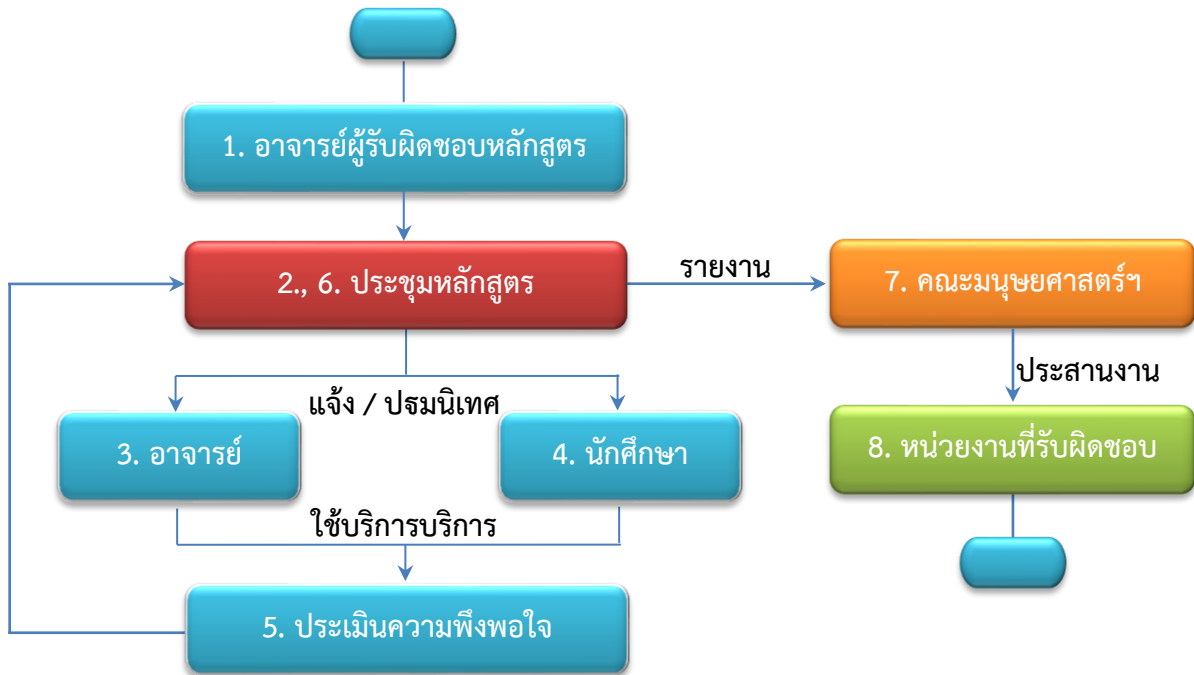 1. อาจารย์ผู้รับผิดชอบหลักสูตร
2., 6. ประชุมหลักสูตร
รายงาน
7. คณะมนุษยศาสตร์ฯ
แจ้ง / ปฐมนิเทศ
ประสานงาน
3. อาจารย์
4. นักศึกษา
8. หน่วยงานที่รับผิดชอบ
ใช้บริการบริการ
5. ประเมินความพึงพอใจ